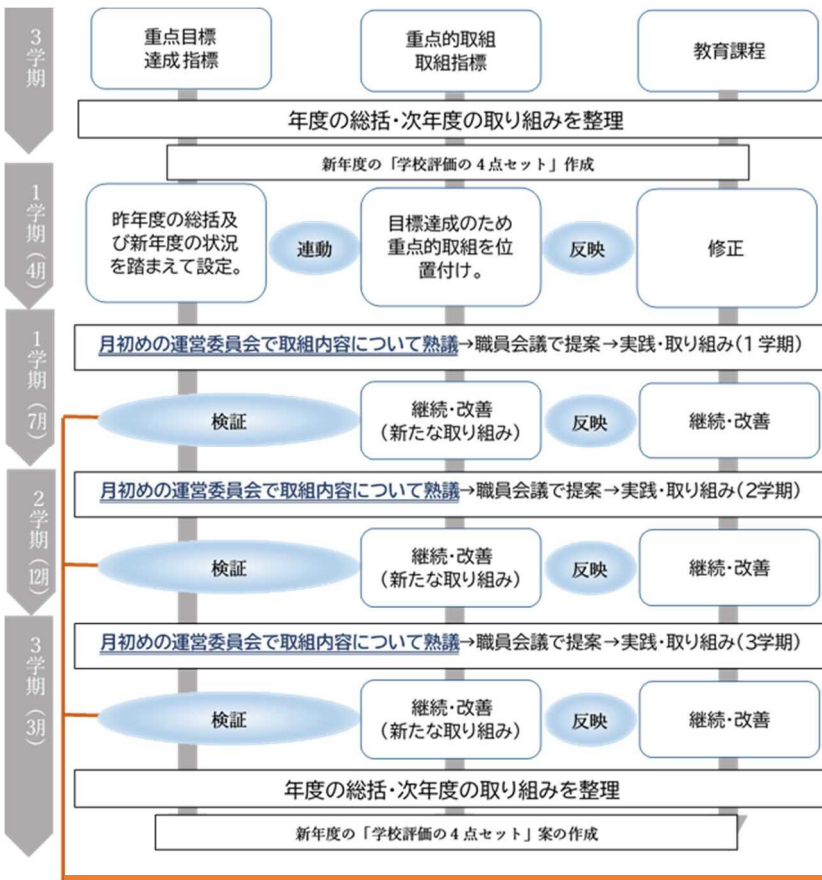 3学期
重点目標
達成指標
重点的取組
取組指標
教育課程
年度の総括・次年度の取り組みを整理
新年度の「学校評価の4点セット」作成
1学期(4月)
昨年度の総括及
び新年度の状況
を踏まえて設定。
連動
目標達成のため
重点的取組を位
置付け。
反映
修正
1学期(7月)
月初めの運営委員会で取組内容について熟議→職員会議で提案→実践・取り組み(1学期)
検証
継続・改善
(新たな取り組み)
反映
継続・改善
2学期(12月)
月初めの運営委員会で取組内容について熟議→職員会議で提案→実践・取り組み(2学期)
検証
継続・改善
(新たな取り組み)
反映
継続・改善
3学期(3月)
月初めの運営委員会で取組内容について熟議→職員会議で提案→実践・取り組み(3学期)
検証
継続・改善
(新たな取り組み)
反映
継続・改善
年度の総括・次年度の取り組みを整理
新年度の「学校評価の4点セット」案の作成